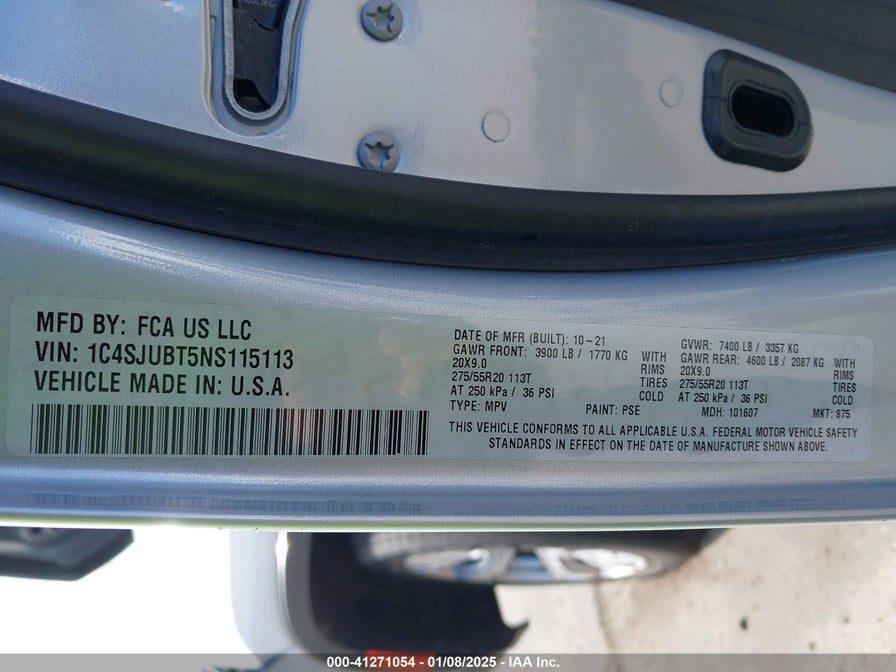 MFD BY: FCA US LLC
VIN: 1C4SJUBT5NS115113
VEHICLE MADE IN: U.S.A.
DATE OF MFR (BUILT): 10-21
GVWR: 7400 LB / 3357 KG
GAWR FRONT: 3900 LB / 1770 KG WITH
GAWR REAR: 4600 LB / 2087 KG WITH
20X9.0 RIMS
20X9.0 RIMS
275/55R20 113T TIRES
275/55R20 113T TIRES
AT 250 kPa / 36 PSI COLD
AT 250 kPa / 36 PSI COLD
TYPE: MPV PAINT: PSE MDH: 101607 MKT: 875
THIS VEHICLE CONFORMS TO ALL APPLICABLE U.S.A. FEDERAL MOTOR VEHICLE SAFETY
STANDARDS IN EFFECT ON THE DATE OF MANUFACTURE SHOWN ABOVE.
000-41271054 - 01/08/2025 - IAA Inc.